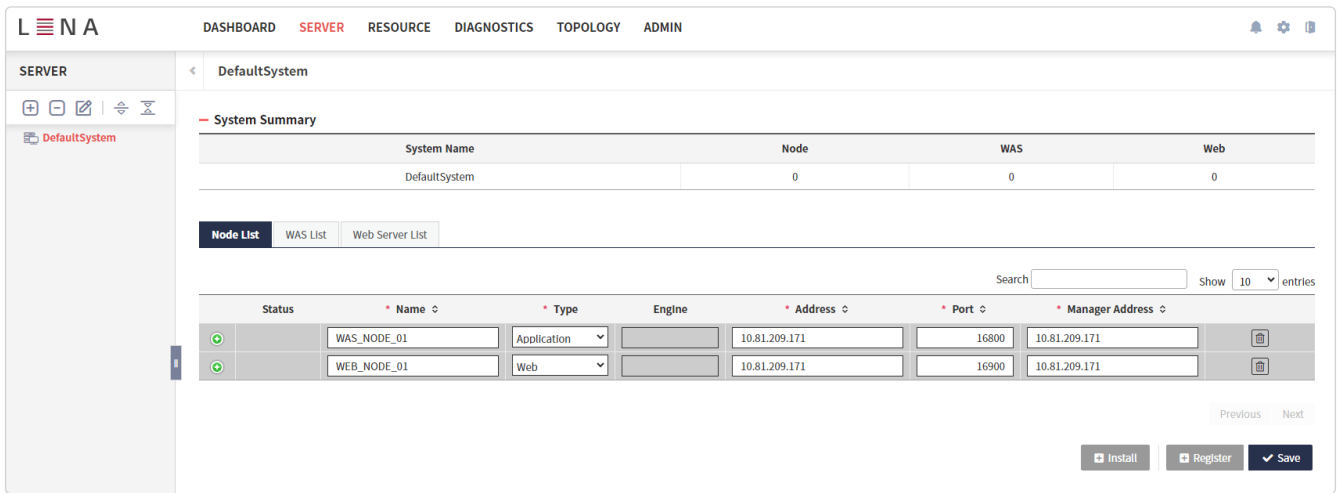 LENA DASHBOARD SERVER RESOURCE DIAGNOSTICS TOPOLOGY ADMIN
SERVER DefaultSystem
DefaultSystem
System Summary
System Name Node WAS Web
DefaultSystem 0 0 0
Node List WAS List Web Server List
Search Show 10 entries
Status * Name * Type Engine * Address * Port * Manager Address
WAS_NODE_01 Application 10.81.209.171 16800 10.81.209.171
WEB_NODE_01 Web 10.81.209.171 16900 10.81.209.171
Previous Next
Install Register Save